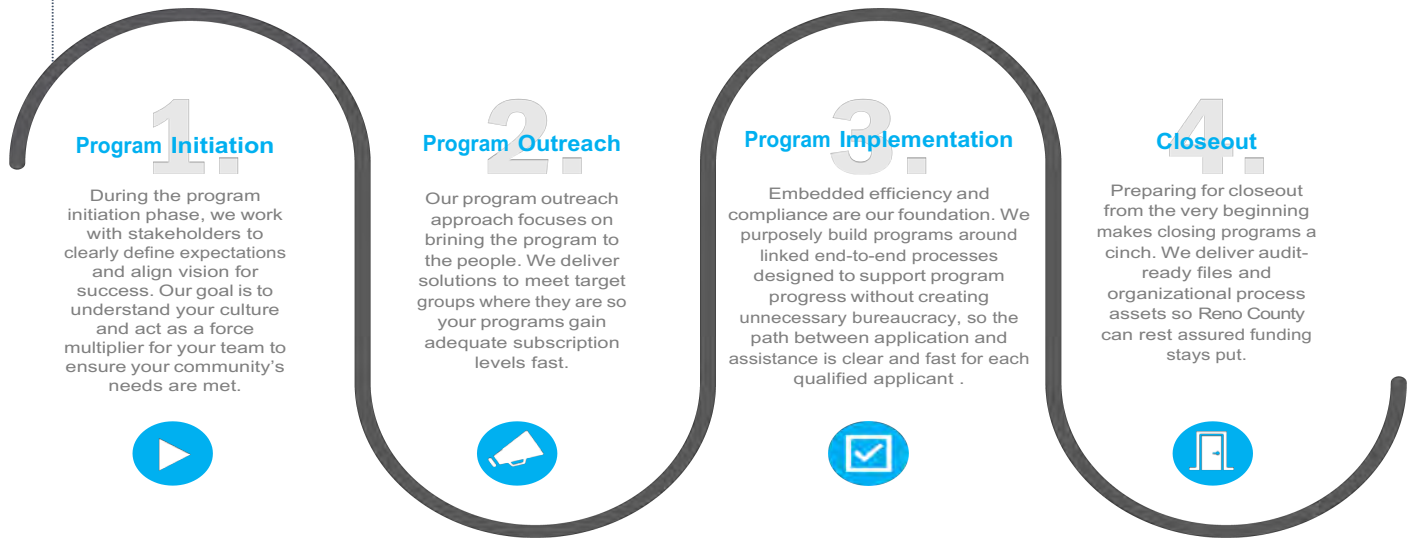 1.
Program Initiation
During the program
initiation phase, we work
with stakeholders to
clearly define expectations
and align vision for
success. Our goal is to
understand your culture
and act as a force
multiplier for your team to
ensure your community’s
needs are met.
2.
Program Outreach
Our program outreach
approach focuses on
brining the program to
the people. We deliver
solutions to meet target
groups where they are so
your programs gain
adequate subscription
levels fast.
3.
Program Implementation
Embedded efficiency and
compliance are our foundation. We
purposely build programs around
linked end-to-end processes
designed to support program
progress without creating
unnecessary bureaucracy, so the
path between application and
assistance is clear and fast for each
qualified applicant .
4.
Closeout
Preparing for closeout
from the very beginning
makes closing programs a
cinch. We deliver audit-
ready files and
organizational process
assets so Reno County
can rest assured funding
stays put.